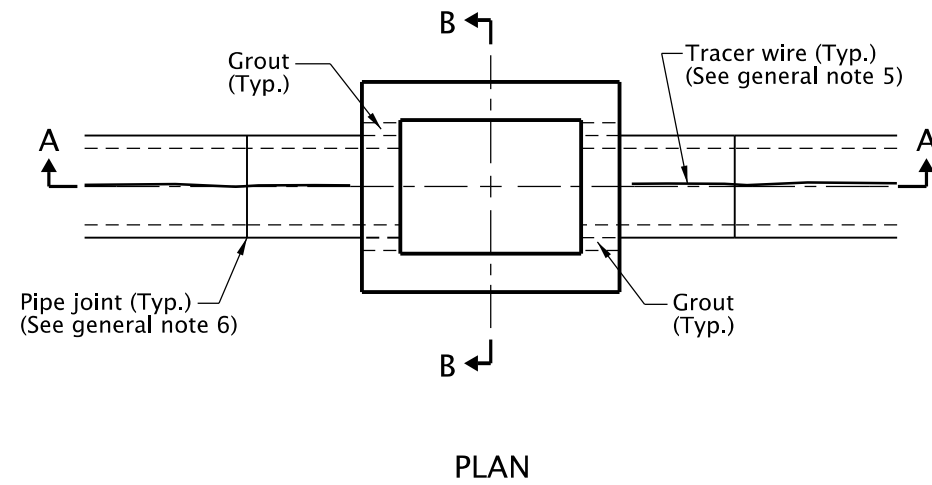 B
Grout
(Typ.)
Tracer wire (Typ.)
(See general note 5)
A
A
Pipe joint (Typ.)
(See general note 6)
Grout
(Typ.)
B
PLAN